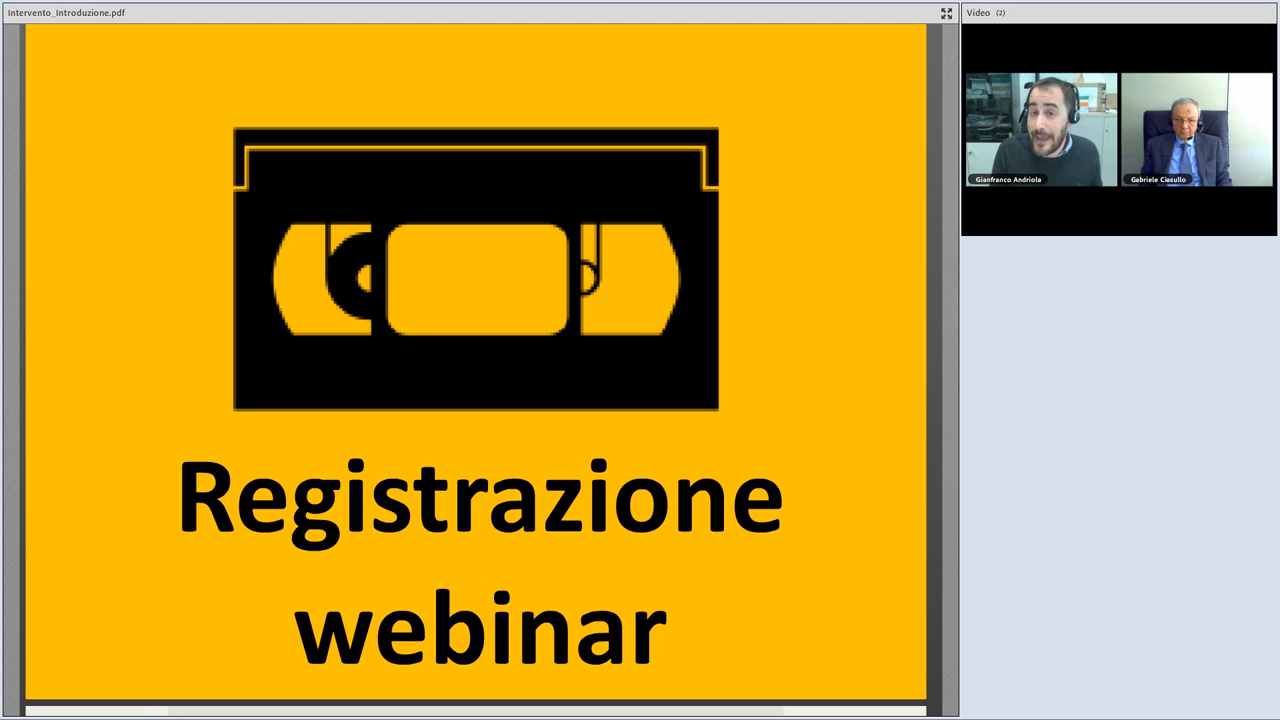 Intervento_Introduzione.pdf
Video (2)
Gianfranco Andriola
Gabriele Ciasullo
Registrazione
webinar